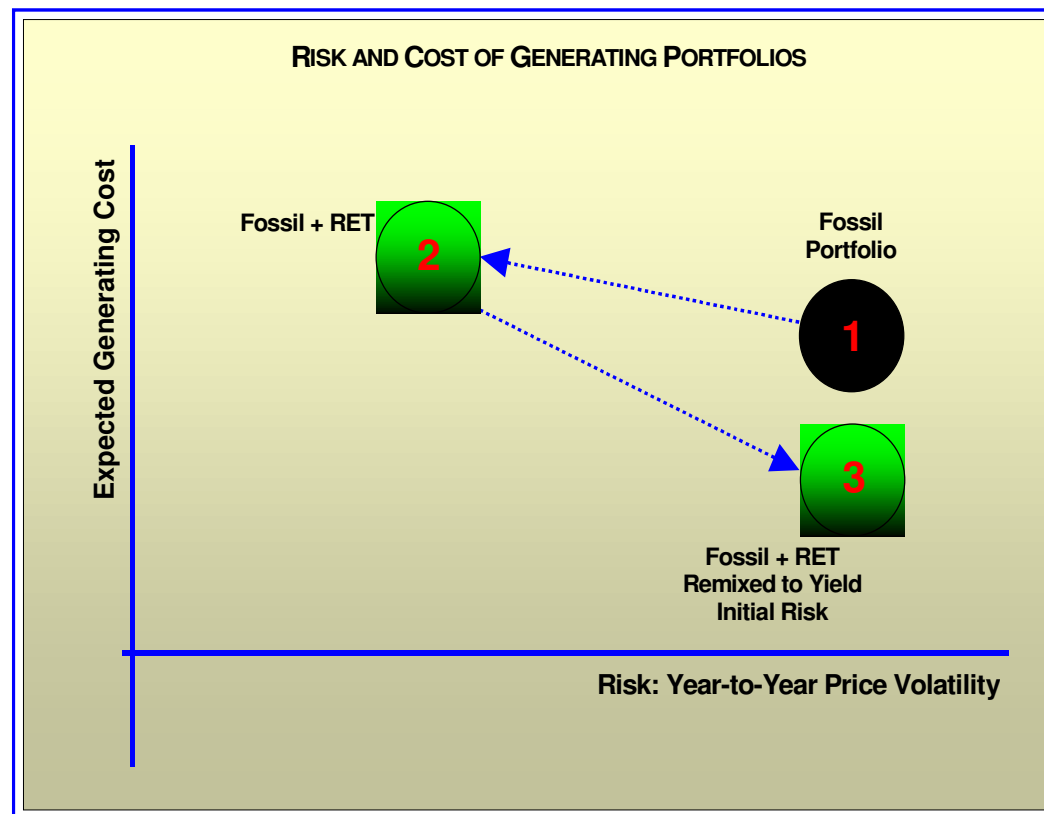 RISK AND COST OF GENERATING PORTFOLIOS
Expected Generating Cost
Fossil + RET
2
Fossil
Portfolio
1
3
Fossil + RET
Remixed to Yield
Initial Risk
Risk: Year-to-Year Price Volatility